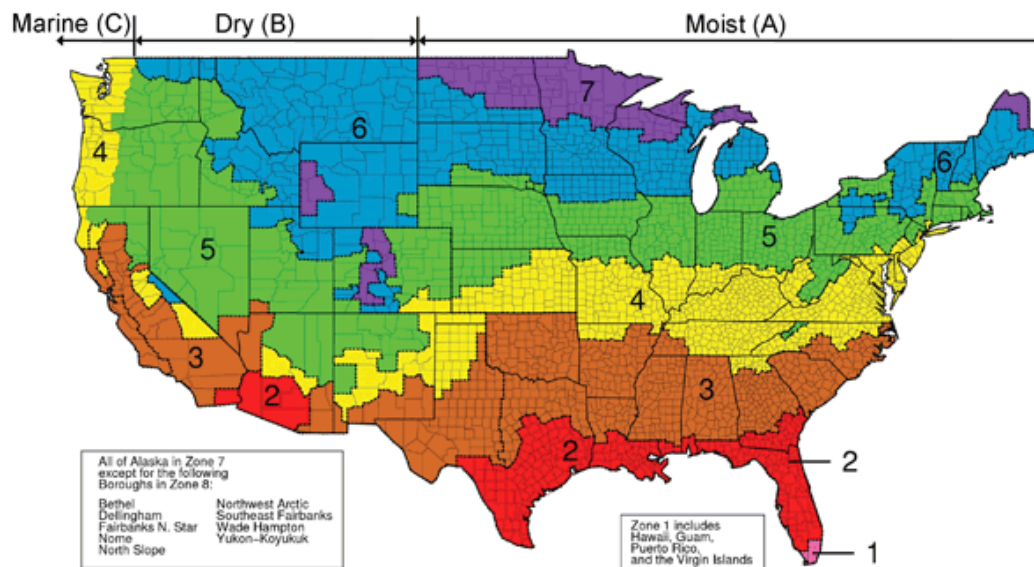 Marine (C)
Dry (B)
Moist (A)
7
6
6
4
5
5
4
3
3
2
2
2
1
All of Alaska in Zone 7
except for the following
Boroughs in Zone 8:
Bethel
Northwest Arctic
Dellingham
Southeast Fairbanks
Fairbanks N. Star
Wade Hampton
Nome
Yukon-Koyukuk
North Slope
Zone 1 includes
Hawaii, Guam,
Puerto Rico,
and the Virgin Islands